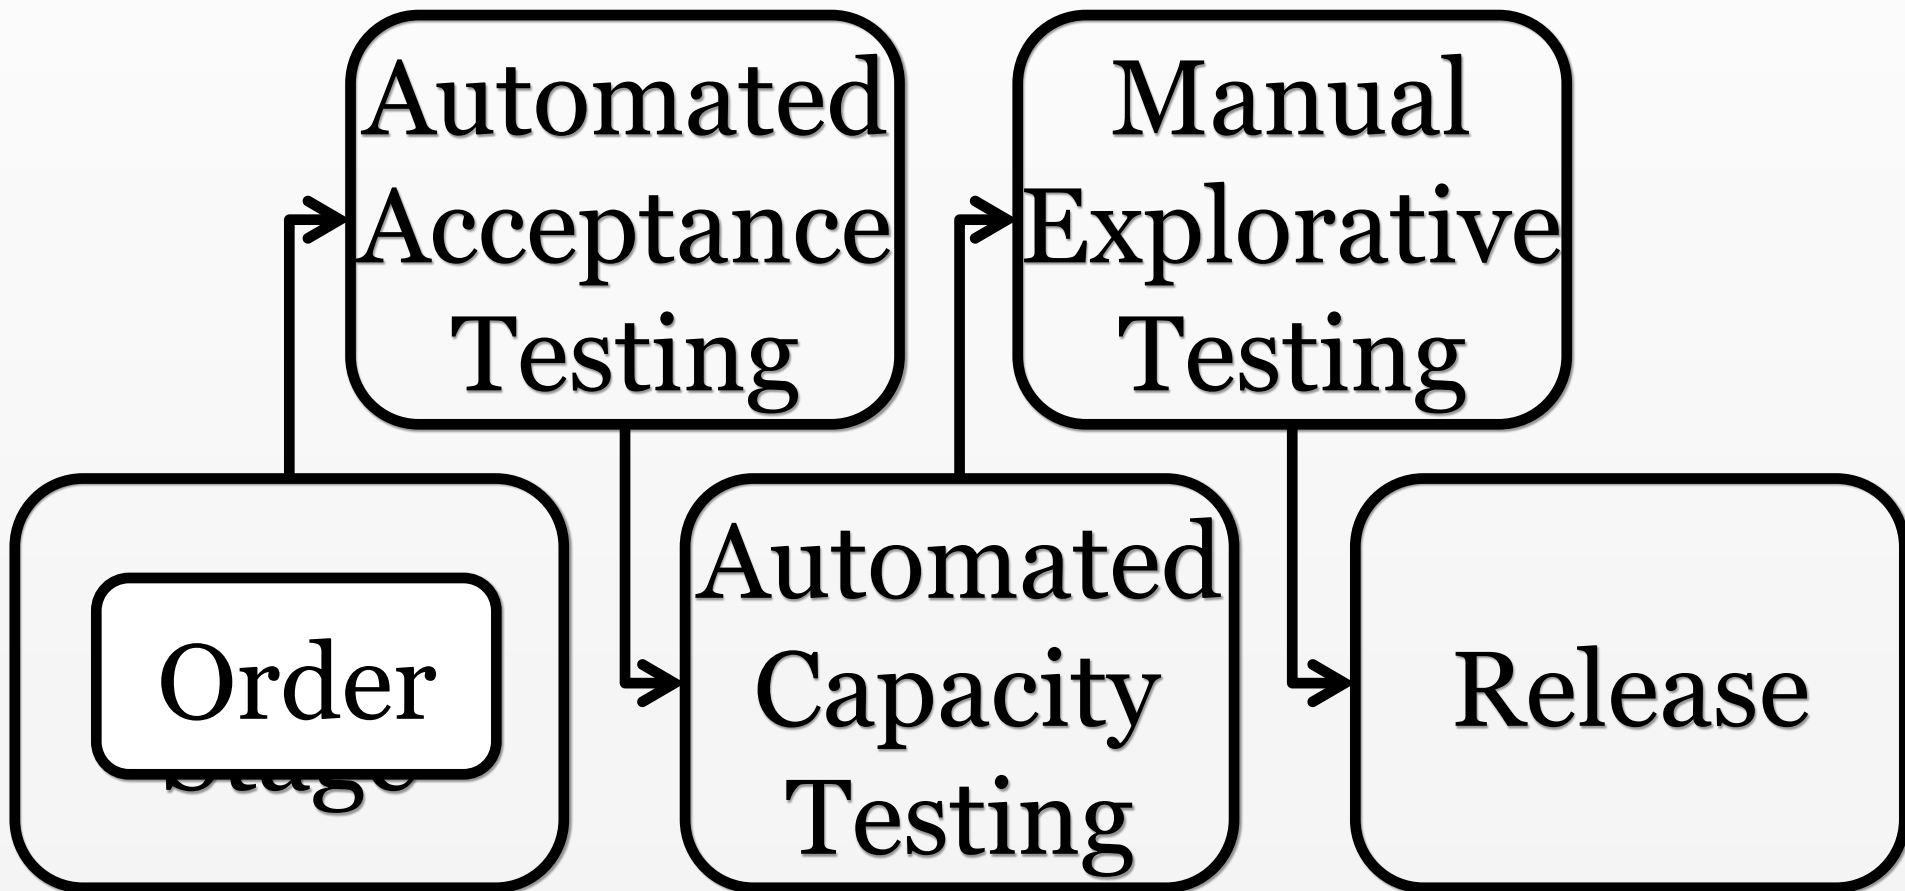 Order
Automated
Acceptance
Testing
Automated
Capacity
Testing
Manual
Explorative
Testing
Release